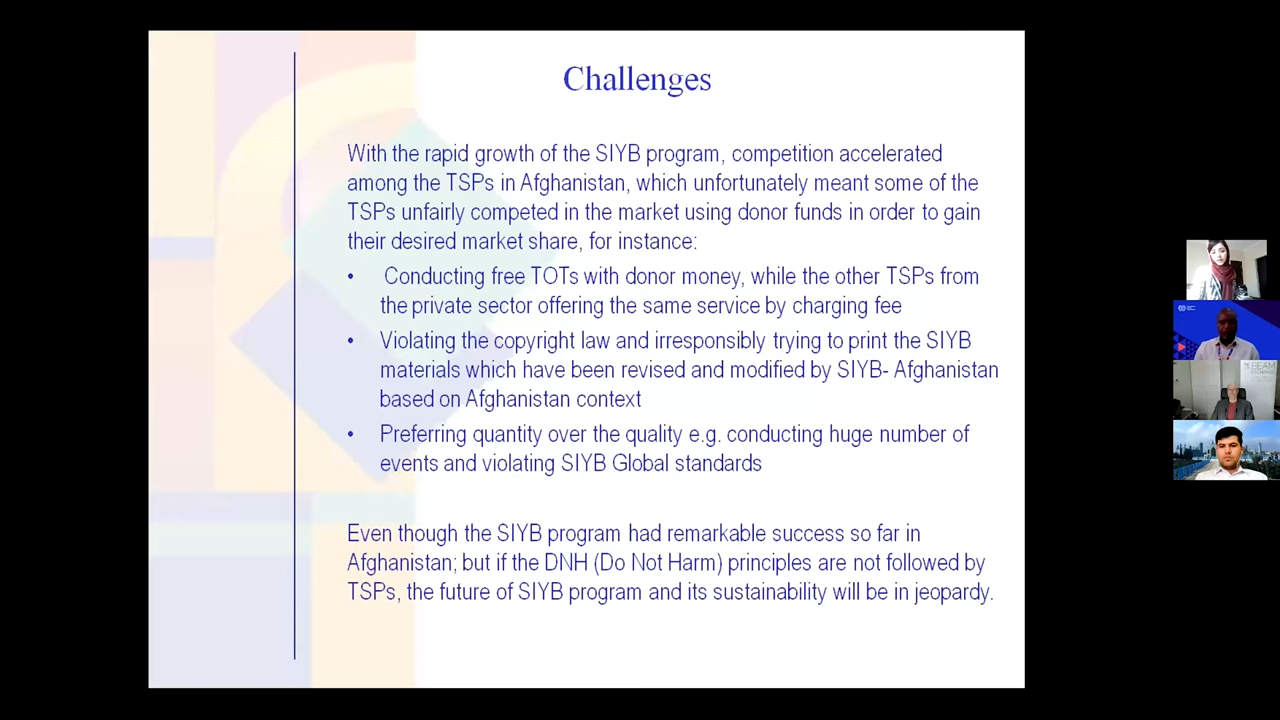 Challenges
With the rapid growth of the SIYB program, competition accelerated
among the TSPs in Afghanistan, which unfortunately meant some of the
TSPs unfairly competed in the market using donor funds in order to gain
their desired market share, for instance:
• Conducting free TOTs with donor money, while the other TSPs from
the private sector offering the same service by charging fee
• Violating the copyright law and irresponsibly trying to print the SIYB
materials which have been revised and modified by SIYB- Afghanistan
based on Afghanistan context
• Preferring quantity over the quality e.g. conducting huge number of
events and violating SIYB Global standards
Even though the SIYB program had remarkable success so far in
Afghanistan; but if the DNH (Do Not Harm) principles are not followed by
TSPs, the future of SIYB program and its sustainability will be in jeopardy.
BEAM